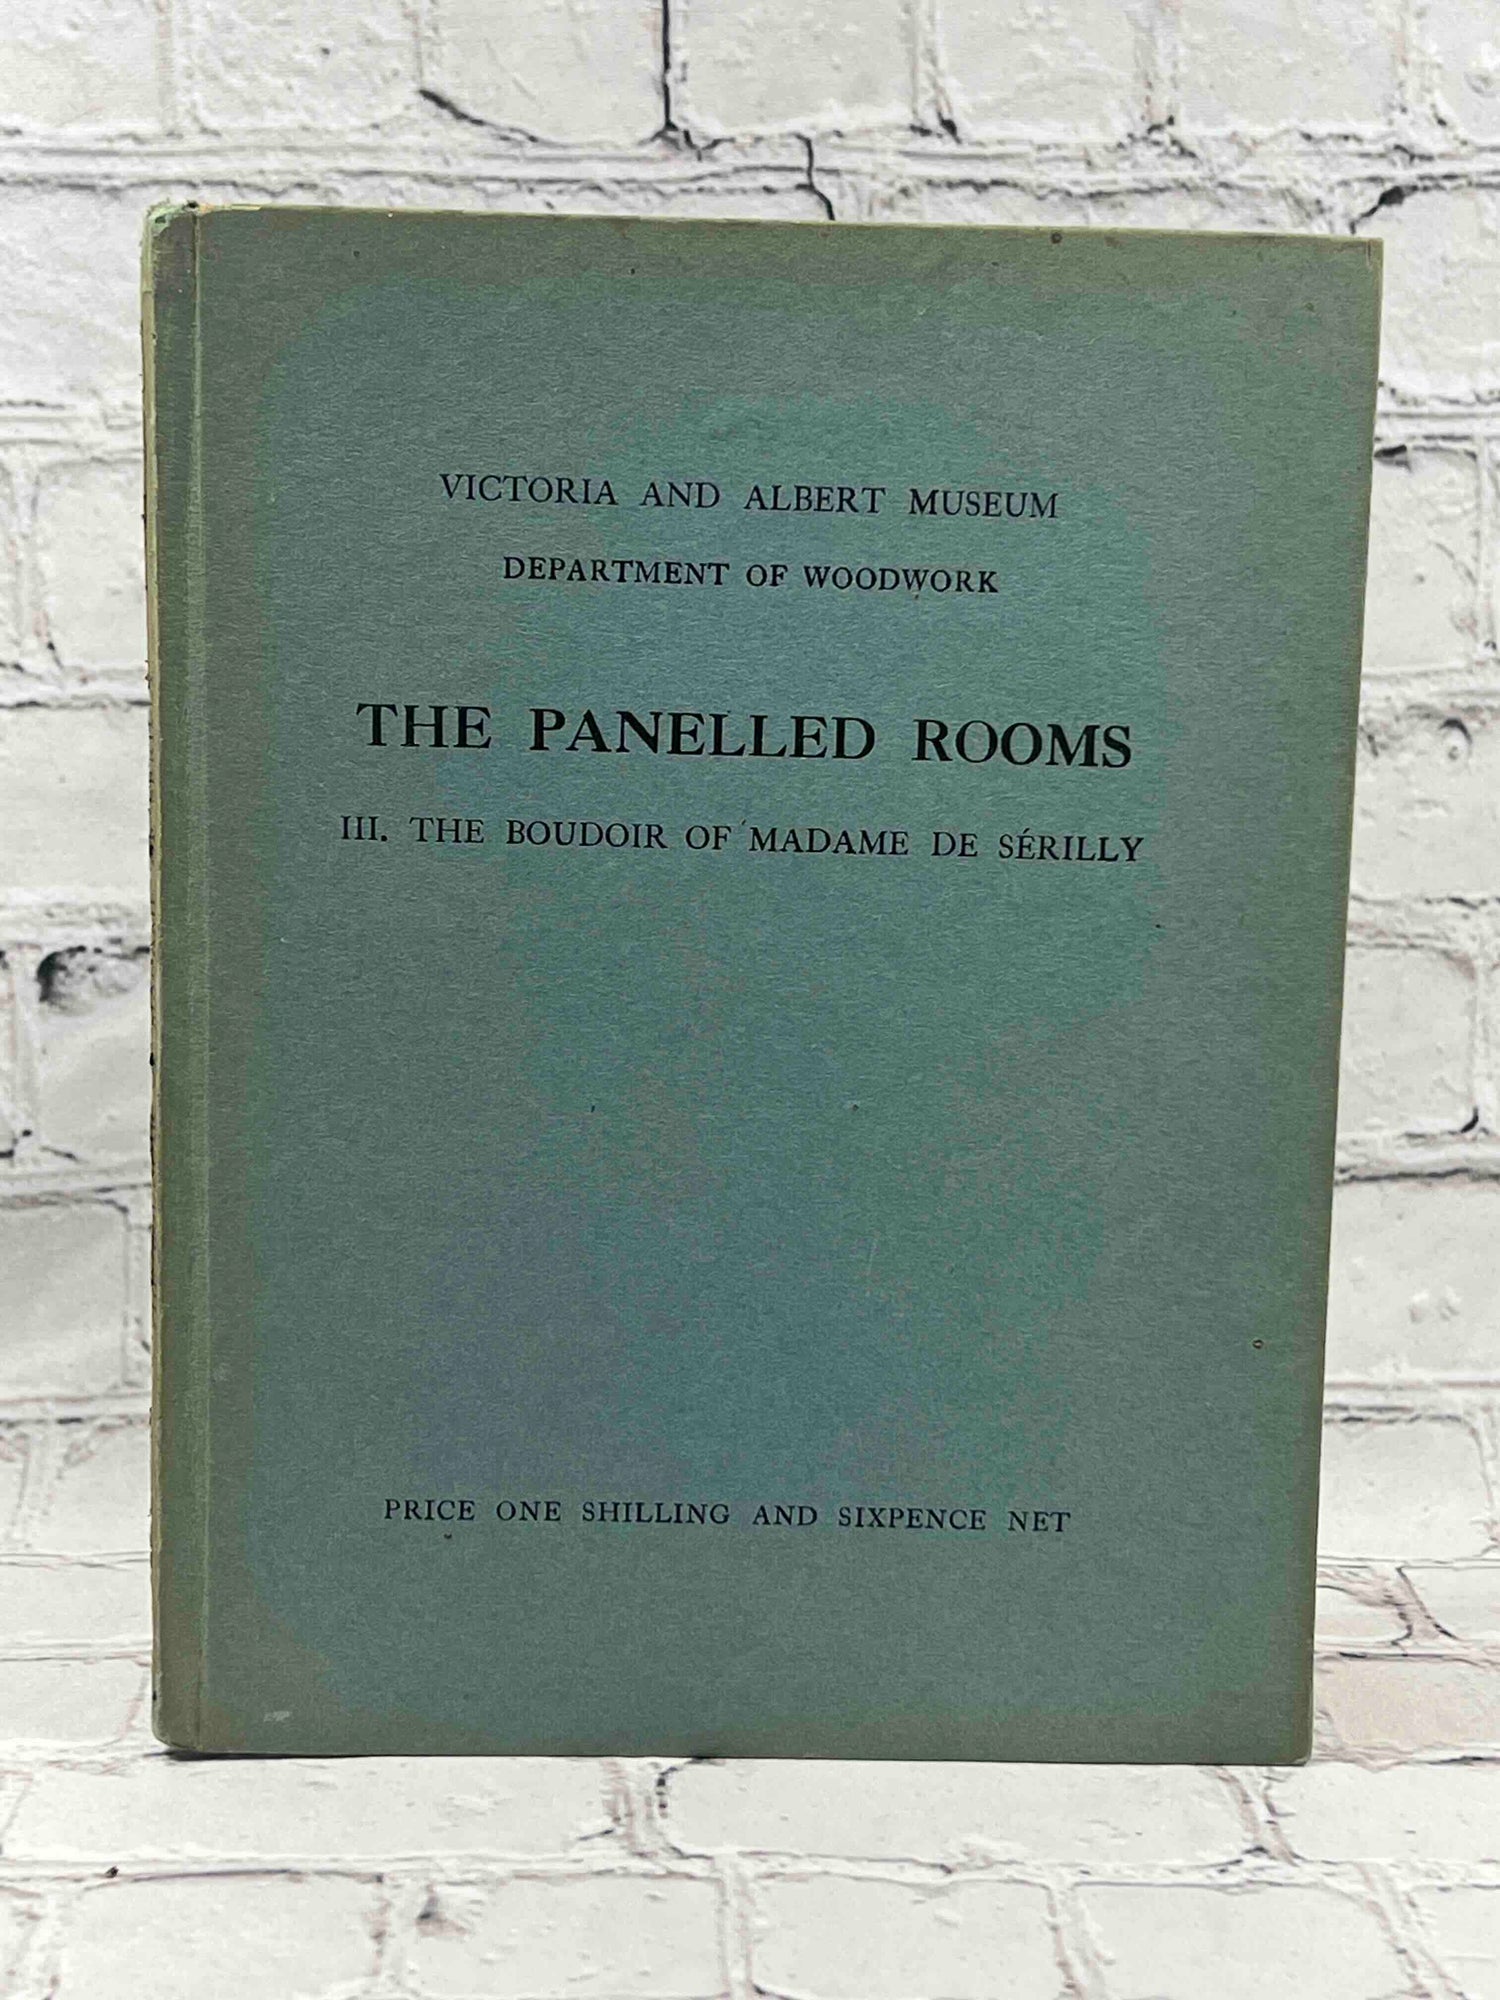 VICTORIA AND ALBERT MUSEUM
DEPARTMENT OF WOODWORK
THE PANELLED ROOMS
III. THE BOUDOIR OF MADAME DE SÉRILLY
PRICE ONE SHILLING AND SIXPENCE NET